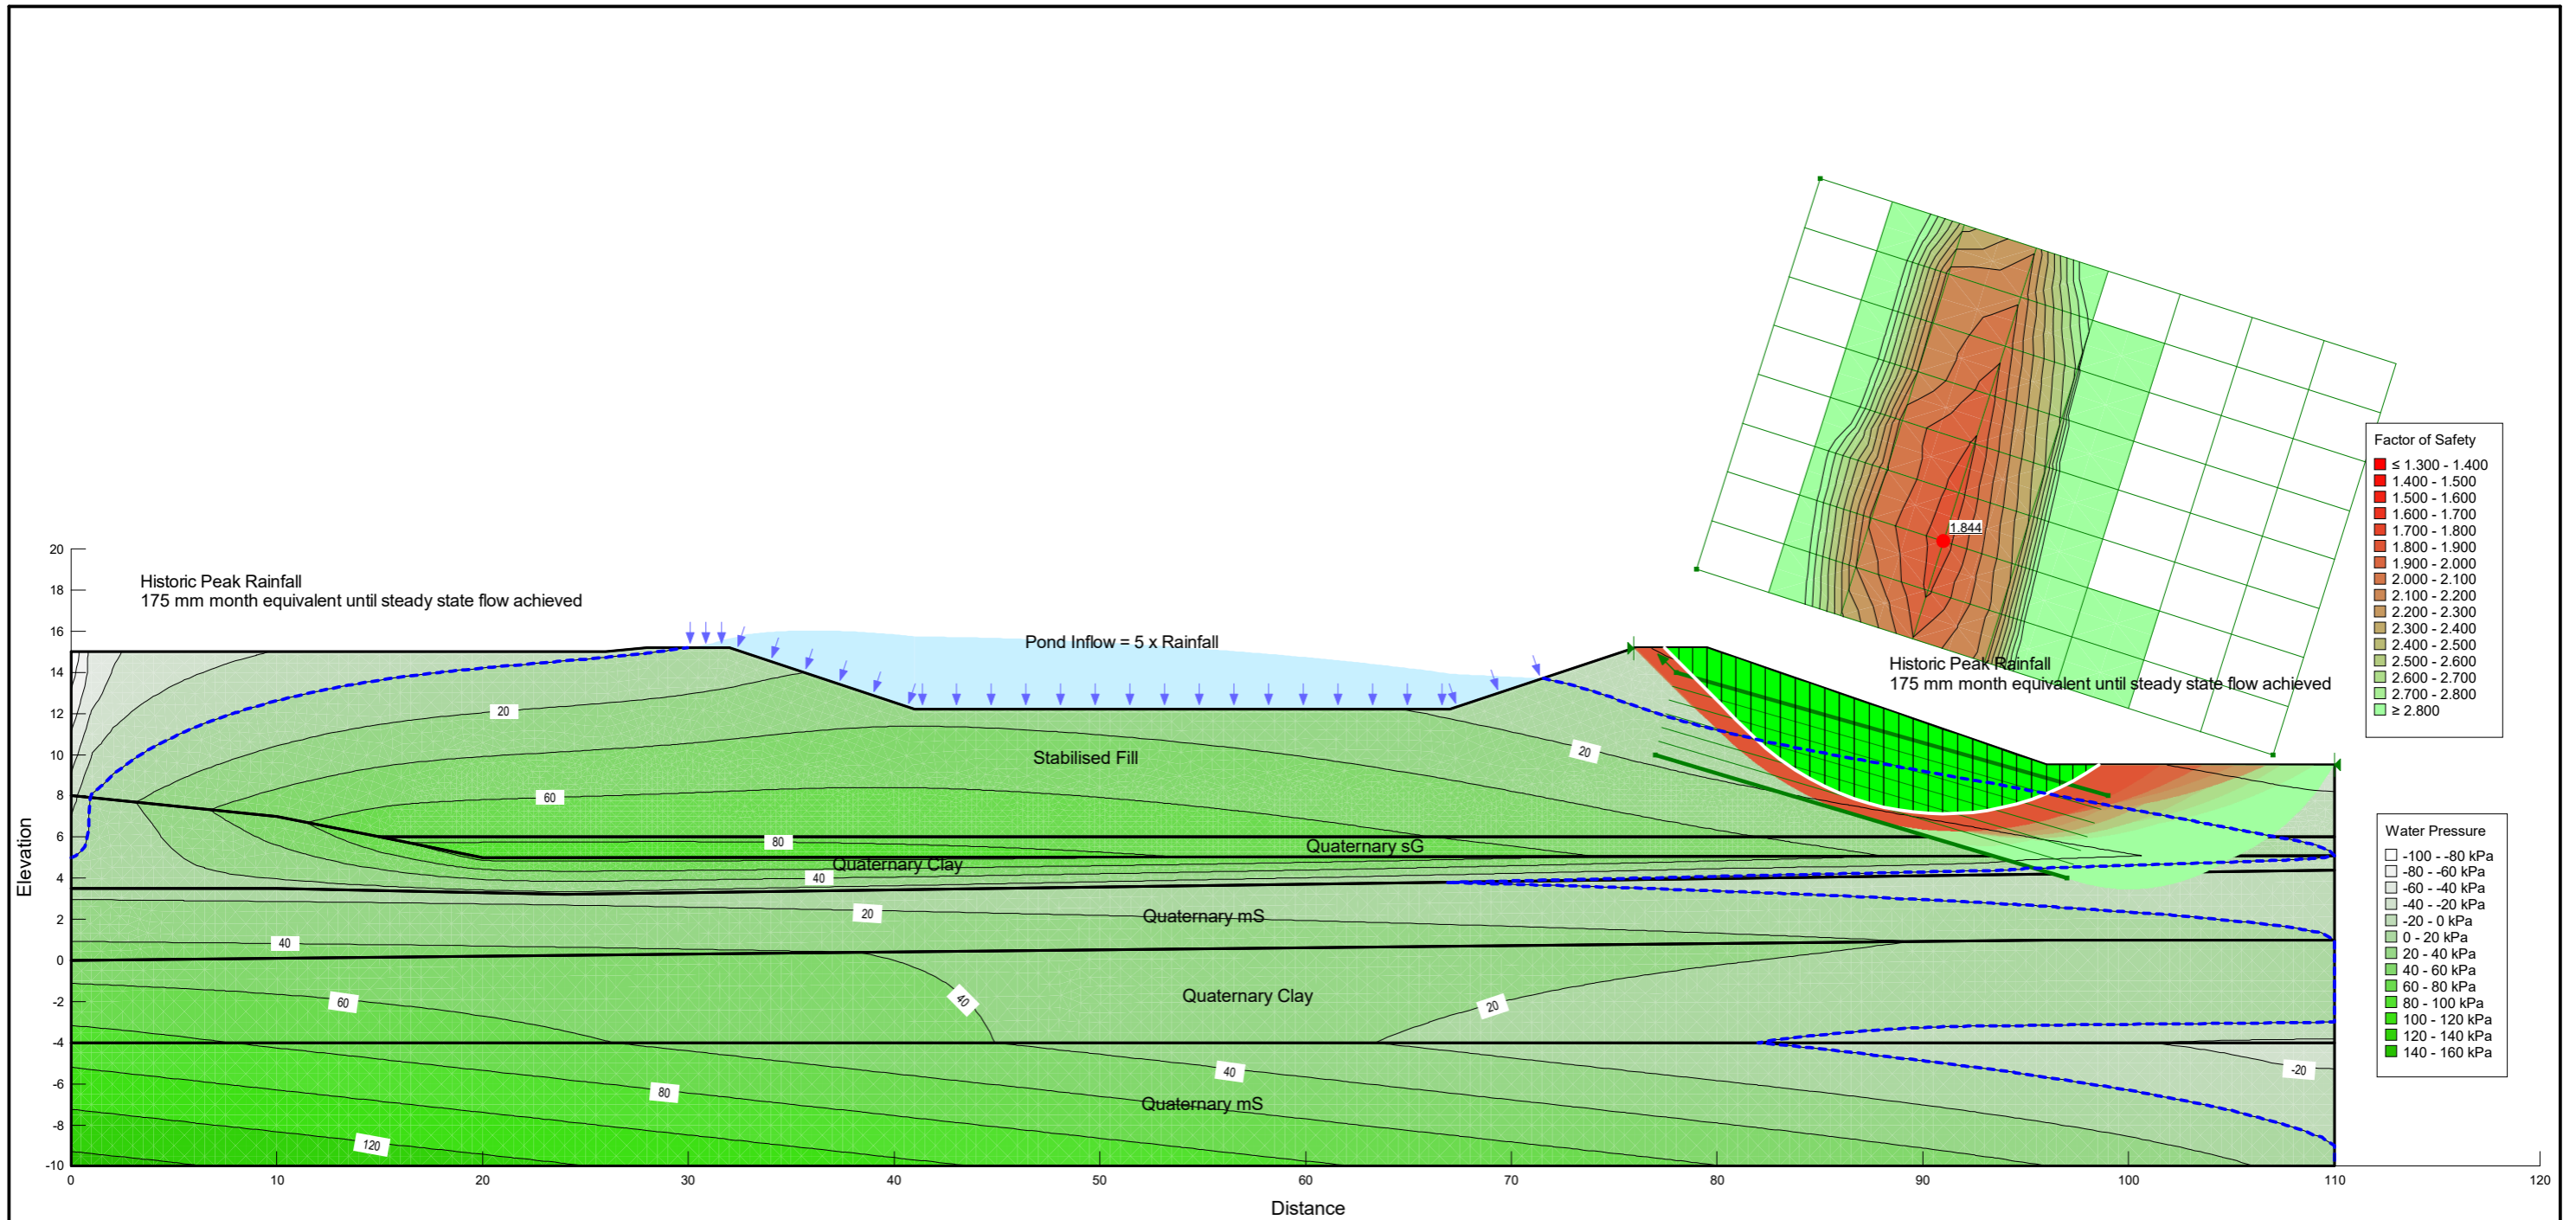 1.844
Factor of Safety
≤ 1.300 - 1.400
1.400 - 1.500
1.500 - 1.600
1.600 - 1.700
1.700 - 1.800
1.800 - 1.900
1.900 - 2.000
2.000 - 2.100
2.100 - 2.200
2.200 - 2.300
2.300 - 2.400
2.400 - 2.500
2.500 - 2.600
2.600 - 2.700
2.700 - 2.800
≥ 2.800
Historic Peak Rainfall
175 mm month equivalent until steady state flow achieved
Pond Inflow = 5 x Rainfall
Historic Peak Rainfall
175 mm month equivalent until steady state flow achieved
Elevation
20
18
16
14
12
10
8
6
4
2
0
-2
-4
-6
-8
-10
20
20
Stabilised Fill
60
80
Quaternary sG
Quaternary Clay
40
20
Quaternary mS
40
60
40
Quaternary Clay
20
80
40
-20
Quaternary mS
120
Water Pressure
-100 - -80 kPa
-80 - -60 kPa
-60 - -40 kPa
-40 - -20 kPa
-20 - 0 kPa
0 - 20 kPa
20 - 40 kPa
40 - 60 kPa
60 - 80 kPa
80 - 100 kPa
100 - 120 kPa
120 - 140 kPa
140 - 160 kPa
0 10 20 30 40 50 60 70 80 90 100 110 120
Distance